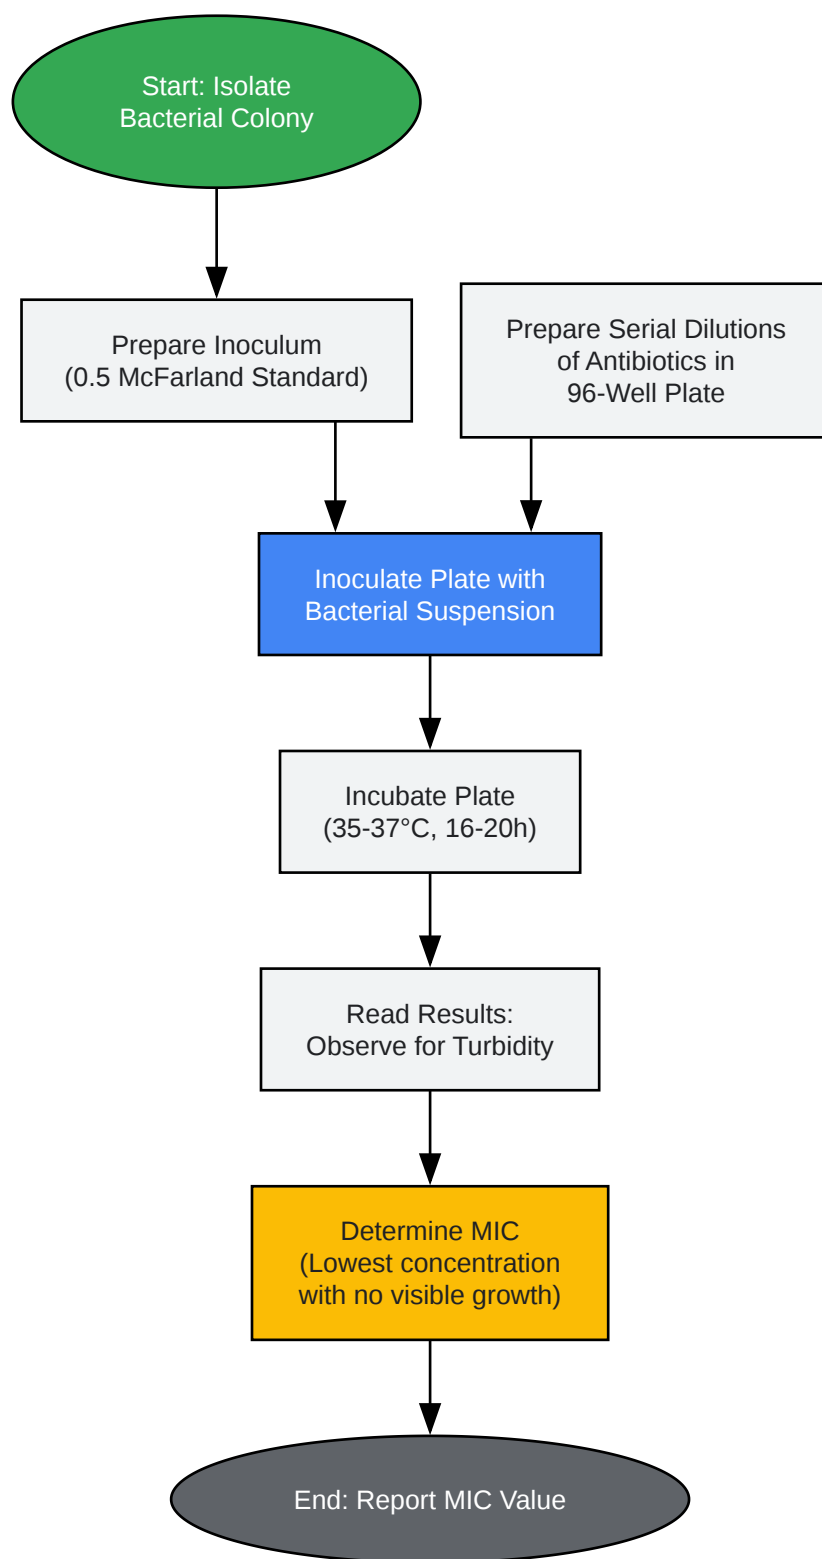 Start: Isolate
Bacterial Colony
Prepare Inoculum
(0.5 McFarland Standard)
Prepare Serial Dilutions
of Antibiotics in
96-Well Plate
Inoculate Plate with
Bacterial Suspension
Incubate Plate
(35-37°C, 16-20h)
Read Results:
Observe for Turbidity
Determine MIC
(Lowest concentration
with no visible growth)
End: Report MIC Value